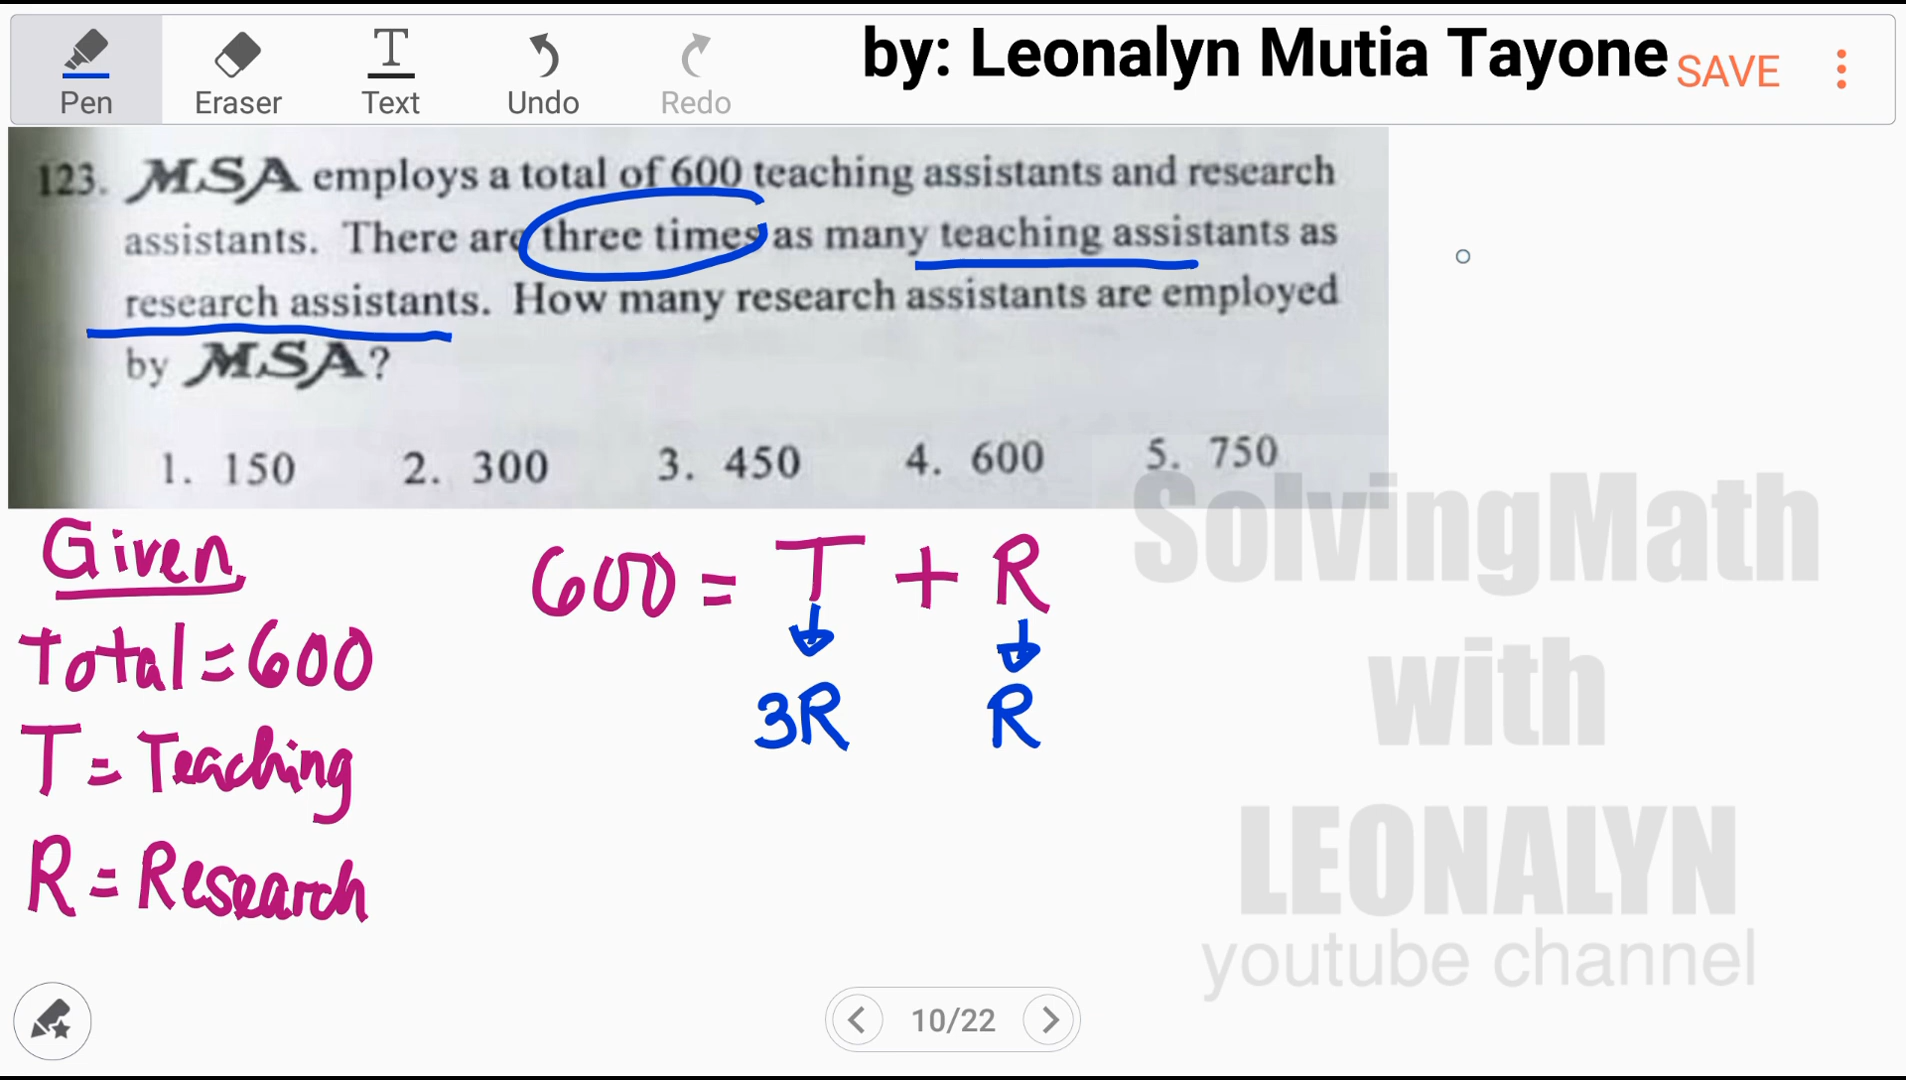 Pen
Eraser
Text
Undo
Redo
by: Leonalyn Mutia Tayone
SAVE
123. MSA employs a total of 600 teaching assistants and research
assistants. There are three times as many teaching assistants as
research assistants. How many research assistants are employed
by MSA?
1. 150 2. 300 3. 450 4. 600 5. 750
Given
Total = 600
T = Teaching
R = Research
600 = T + R
3R R
SolvingMath
with
LEONALYN
youtube channel
10/22